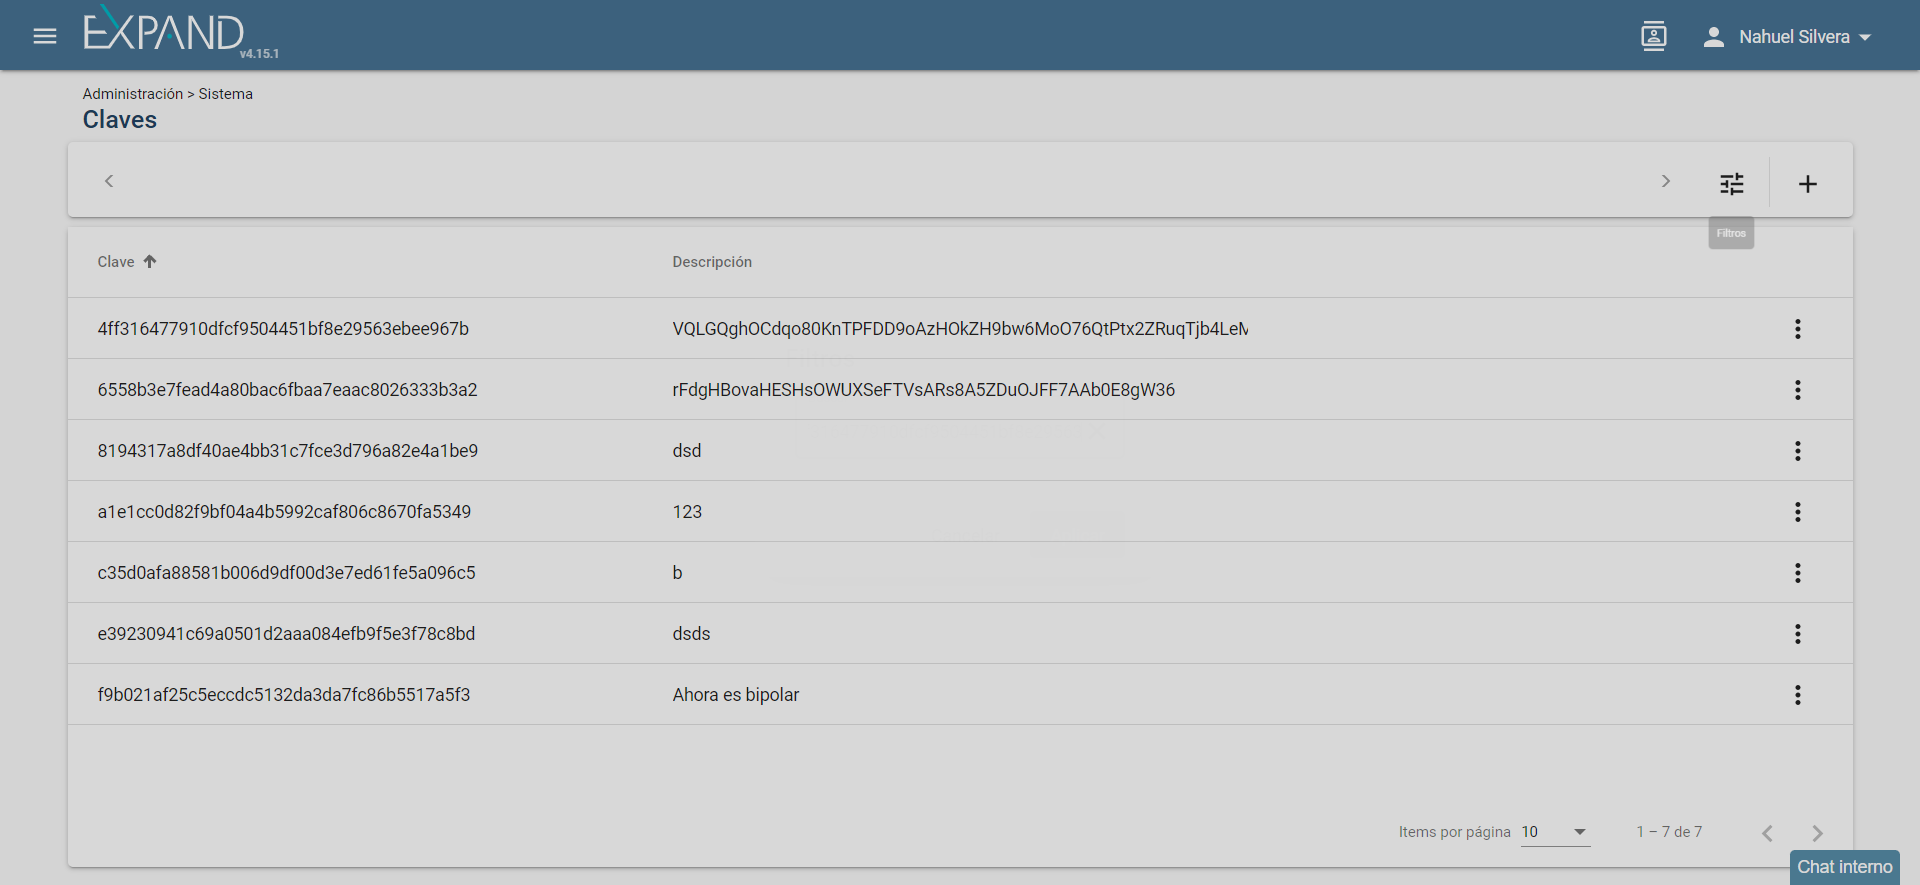 EXPAND
v4.15.1
Nahuel Silvera
Administración > Sistema
Claves
Filtros
Clave Descripción
4ff316477910dfcf9504451bf8e29563ebee967b VQLGQghOCdqo80KnTPFDD9oAzHOkZH9bw6MoO76QtPtx2ZRuqTjb4LeM
6558b3e7fead4a80bac6fbaa7eaac8026333b3a2 rFdgHBovaHESHsOWUXSeFTVsARs8A5ZDuOJFF7AAb0E8gW36
8194317a8df40ae4bb31c7fce3d796a82e4a1be9 dsd
a1e1cc0d82f9bf04a4b5992caf806c8670fa5349 123
c35d0afa88581b006d9df00d3e7ed61fe5a096c5 b
e39230941c69a0501d2aaa084efb9f5e3f78c8bd dsds
f9b021af25c5eccdc5132da3da7fc86b5517a5f3 Ahora es bipolar
Items por página 10 1 – 7 de 7
Chat interno